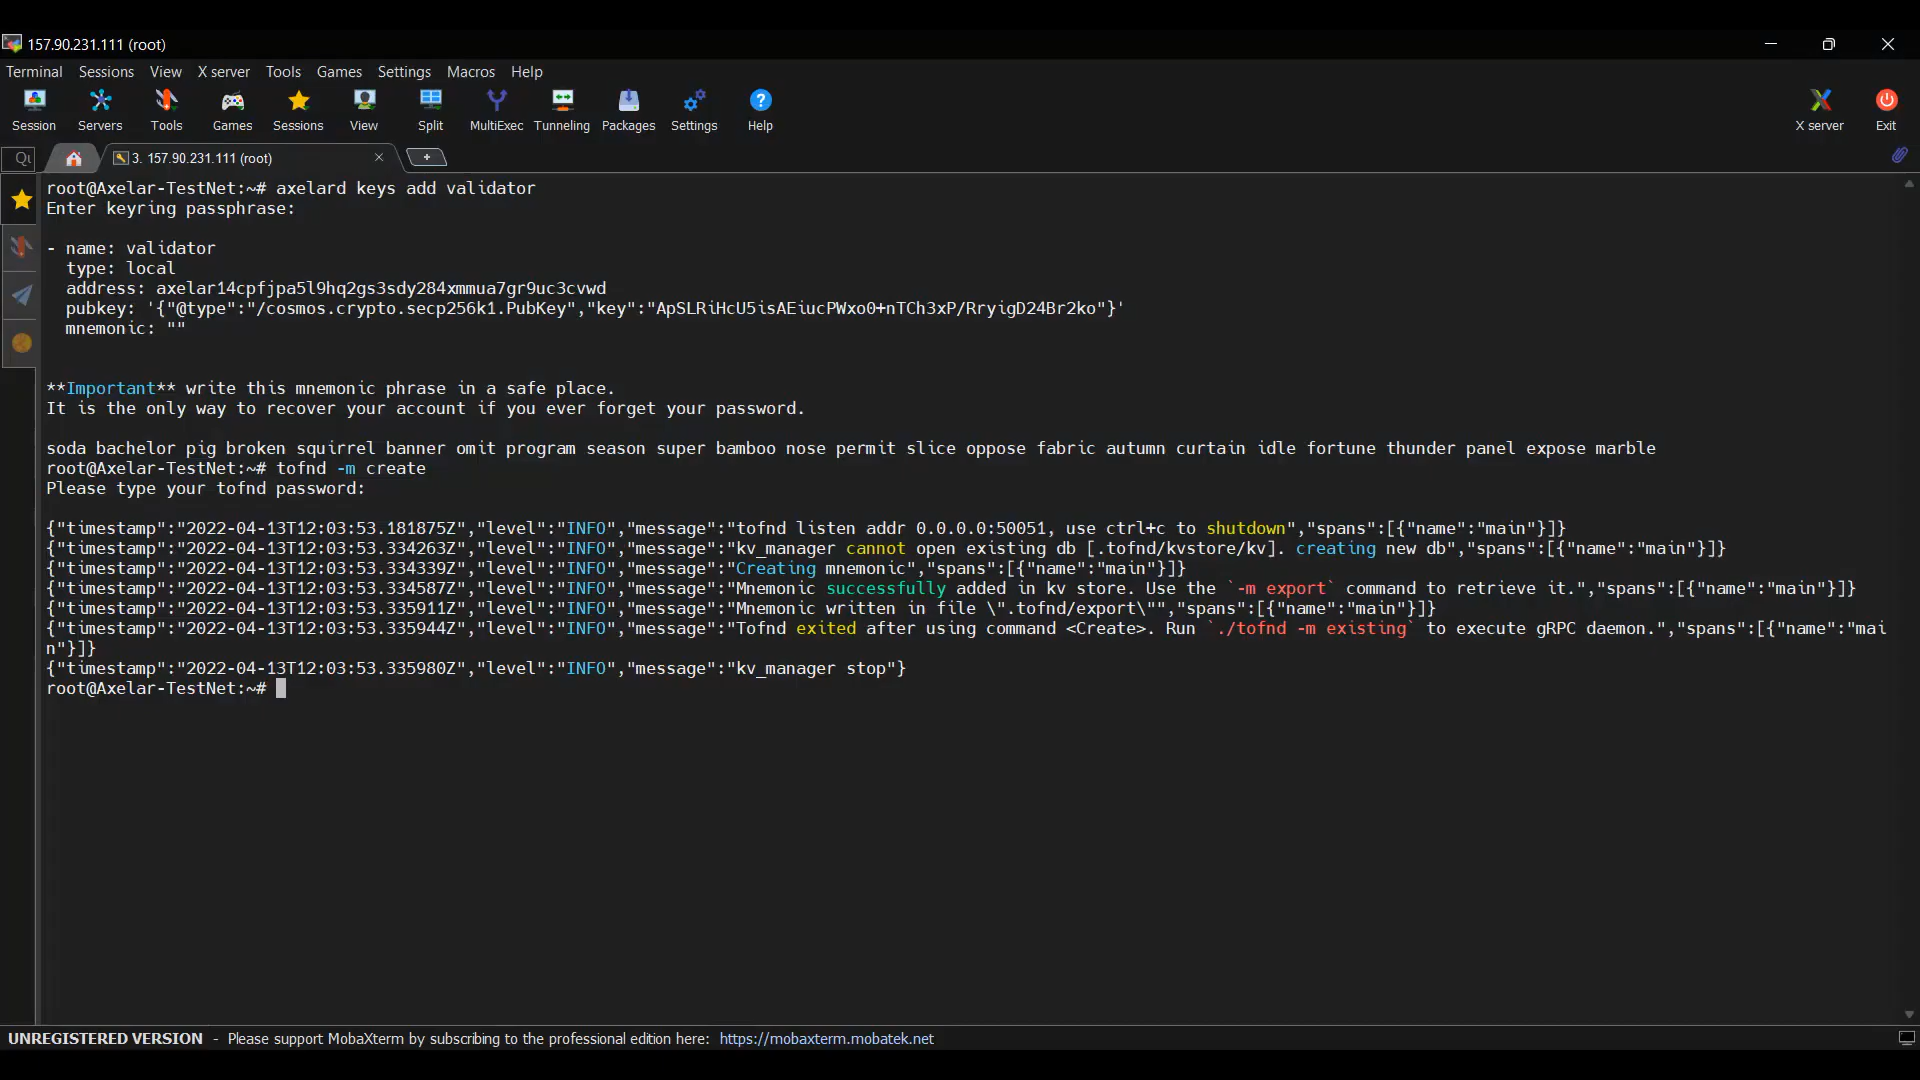 157.90.231.111 (root)
Terminal Sessions View X server Tools Games Settings Macros Help
Session Servers Tools Games Sessions View Split MultiExec Tunneling Packages Settings Help X server Exit
3. 157.90.231.111 (root)
root@Axelar-TestNet:~# axelard keys add validator
Enter keyring passphrase:
- name: validator
type: local
address: axelar14cpfjpa5l9hq2gs3sdy284xmmua7gr9uc3cvwd
pubkey: '{"@type":"/cosmos.crypto.secp256k1.PubKey","key":"ApSLRiHcU5isAEiucPWxo0+nTCh3xP/RryigD24Br2ko"}'
mnemonic: ""
**Important** write this mnemonic phrase in a safe place.
It is the only way to recover your account if you ever forget your password.
soda bachelor pig broken squirrel banner omit program season super bamboo nose permit slice oppose fabric autumn curtain idle fortune thunder panel expose marble
root@Axelar-TestNet:~# tofnd -m create
Please type your tofnd password:
{"timestamp":"2022-04-13T12:03:53.181875Z","level":"INFO","message":"tofnd listen addr 0.0.0.0:50051, use ctrl+c to shutdown","spans":[{"name":"main"}]}
{"timestamp":"2022-04-13T12:03:53.334263Z","level":"INFO","message":"kv_manager cannot open existing db [.tofnd/kvstore/kv]. creating new db","spans":[{"name":"main"}]}
{"timestamp":"2022-04-13T12:03:53.334339Z","level":"INFO","message":"Creating mnemonic","spans":[{"name":"main"}]}
{"timestamp":"2022-04-13T12:03:53.334587Z","level":"INFO","message":"Mnemonic successfully added in kv store. Use the `-m export` command to retrieve it.","spans":[{"name":"main"}]}
{"timestamp":"2022-04-13T12:03:53.335911Z","level":"INFO","message":"Mnemonic written in file \".tofnd/export\"","spans":[{"name":"main"}]}
{"timestamp":"2022-04-13T12:03:53.335944Z","level":"INFO","message":"Tofnd exited after using command <Create>. Run `./tofnd -m existing` to execute gRPC daemon.","spans":[{"name":"mai
n"}]}
{"timestamp":"2022-04-13T12:03:53.335980Z","level":"INFO","message":"kv_manager stop"}
root@Axelar-TestNet:~#
UNREGISTERED VERSION - Please support MobaXterm by subscribing to the professional edition here: https://mobaxterm.mobatek.net